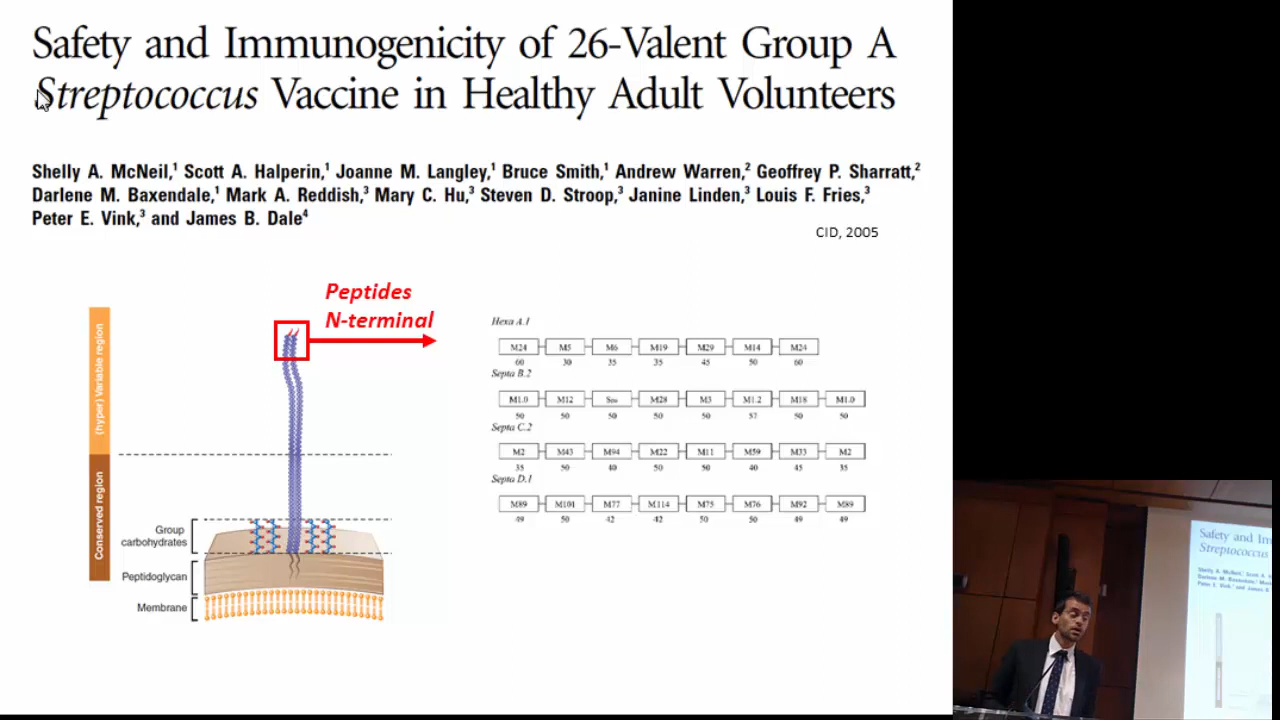 Safety and Immunogenicity of 26-Valent Group A
Streptococcus Vaccine in Healthy Adult Volunteers
Shelly A. McNeil,¹ Scott A. Halperin,¹ Joanne M. Langley,¹ Bruce Smith,¹ Andrew Warren,² Geoffrey P. Sharratt,²
Darlene M. Baxendale,¹ Mark A. Reddish,³ Mary C. Hu,³ Steven D. Stroop,³ Janine Linden,³ Louis F. Fries,³
Peter E. Vink,³ and James B. Dale⁴
CID, 2005
Peptides
N-terminal
(hyper) Variable region
Conserved region
Group
carbohydrates
Peptidoglycan
Membrane
Hexa A.1
M24 M5 M6 M19 M29 M14 M24
60 30 35 35 45 50 60
Septa B.2
M1.0 M12 Spa M28 M3 M1.2 M18 M1.0
50 50 50 50 50 57 50 50
Septa C.2
M2 M43 M94 M22 M11 M59 M33 M2
35 50 40 50 50 40 45 35
Septa D.1
M89 M101 M77 M114 M75 M76 M92 M89
49 50 42 42 50 50 49 49
Safety and Im
Streptococcus